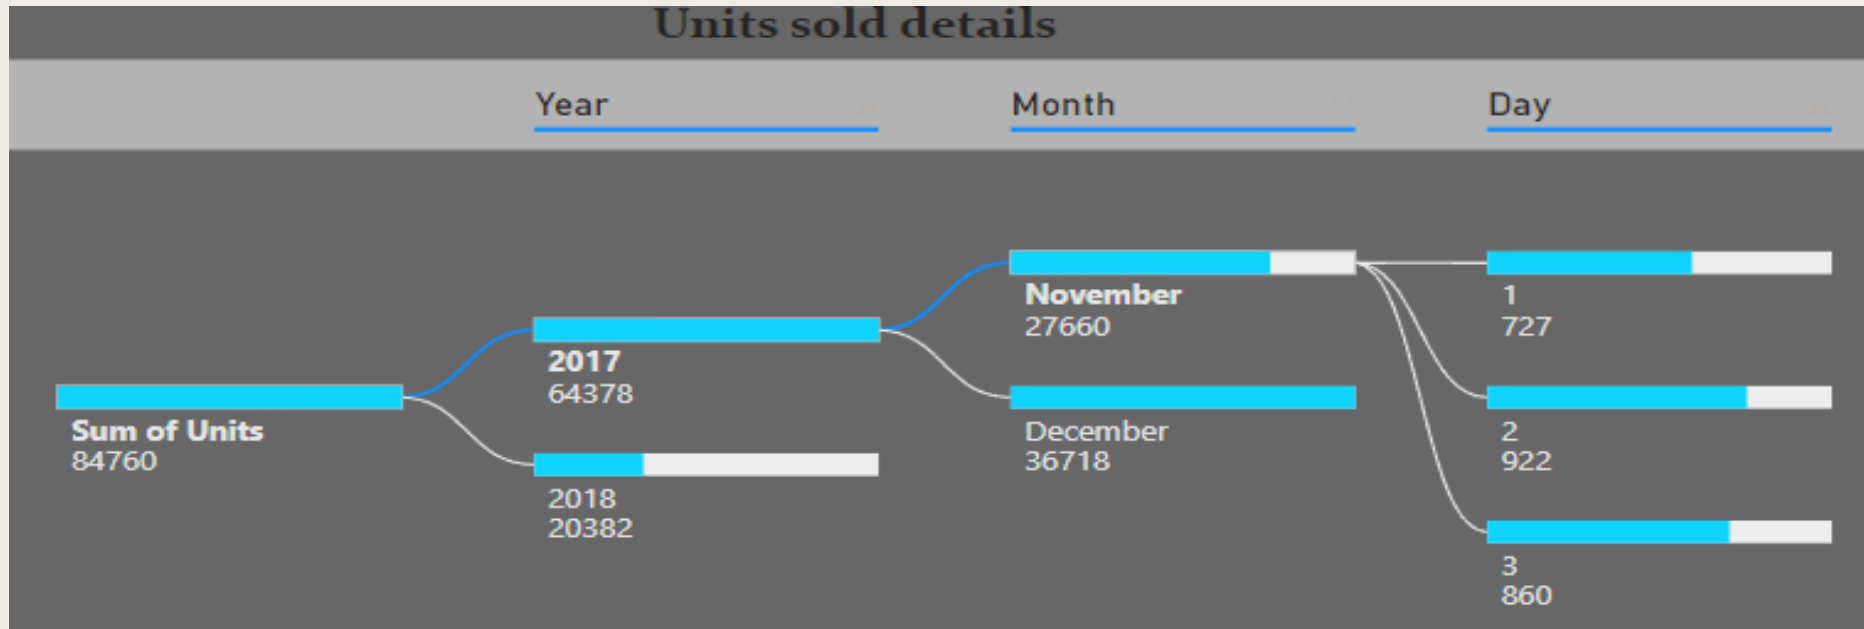 Units sold details
Year
Month
Day
Sum of Units
84760
2017
64378
2018
20382
November
27660
December
36718
1
727
2
922
3
860